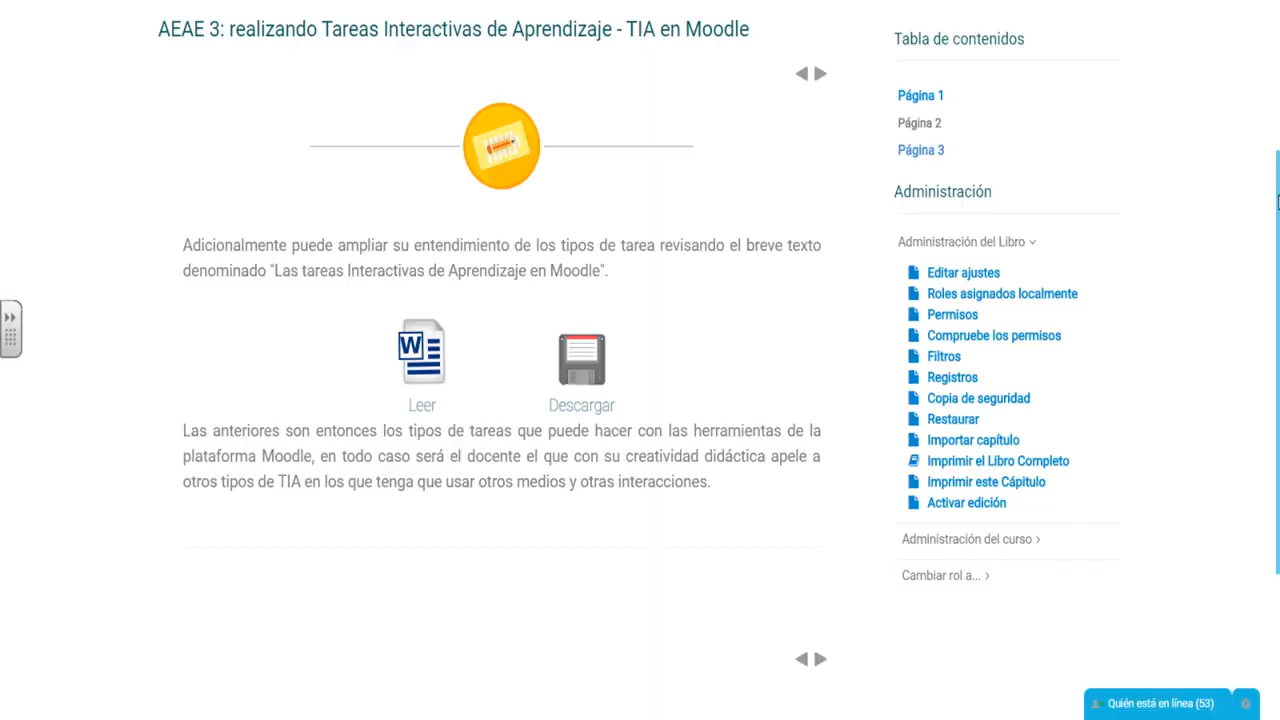 AEAE 3: realizando Tareas Interactivas de Aprendizaje - TIA en Moodle
Adicionalmente puede ampliar su entendimiento de los tipos de tarea revisando el breve texto
denominado "Las tareas Interactivas de Aprendizaje en Moodle".
W
Leer
Descargar
Las anteriores son entonces los tipos de tareas que puede hacer con las herramientas de la
plataforma Moodle, en todo caso será el docente el que con su creatividad didáctica apele a
otros tipos de TIA en los que tenga que usar otros medios y otras interacciones.
Tabla de contenidos
Página 1
Página 2
Página 3
Administración
Administración del Libro
Editar ajustes
Roles asignados localmente
Permisos
Compruebe los permisos
Filtros
Registros
Copia de seguridad
Restaurar
Importar capítulo
Imprimir el Libro Completo
Imprimir este Cápitulo
Activar edición
Administración del curso
Cambiar rol a...
Quién está en línea (53)